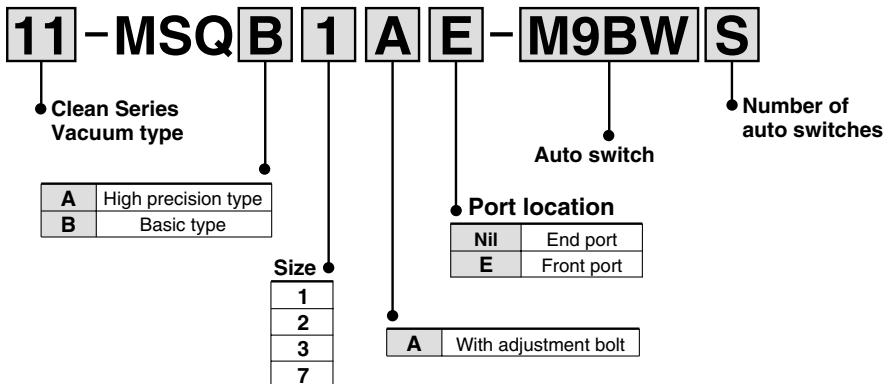 11-MSQB1AE-M9BWS
Clean Series
Vacuum type
Number of
auto switches
Auto switch
A High precision type
B Basic type
Port location
Nil End port
E Front port
Size
1
2
3
7
A With adjustment bolt